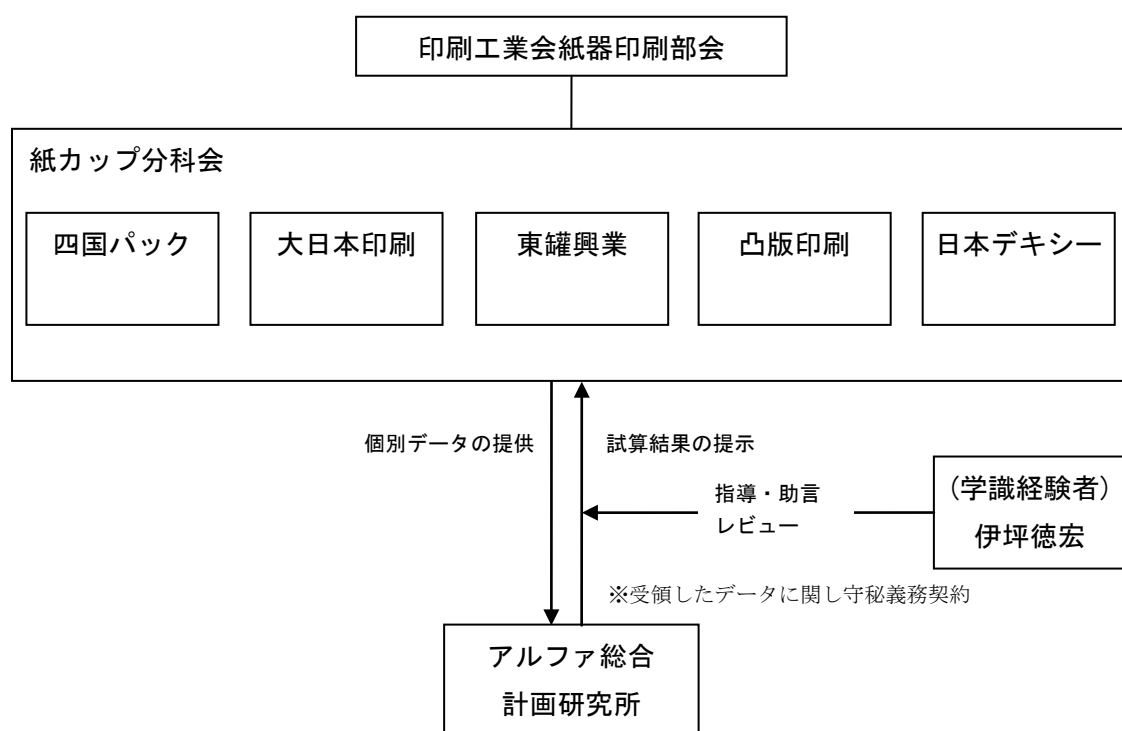 印刷工業会紙器印刷部会
紙カップ分科会
四国パック
大日本印刷
東罐興業
凸版印刷
日本デキシー
個別データの提供
試算結果の提示
指導・助言
レビュー
(学識経験者)
伊坪徳宏
※受領したデータに関し守秘義務契約
アルファ総合
計画研究所